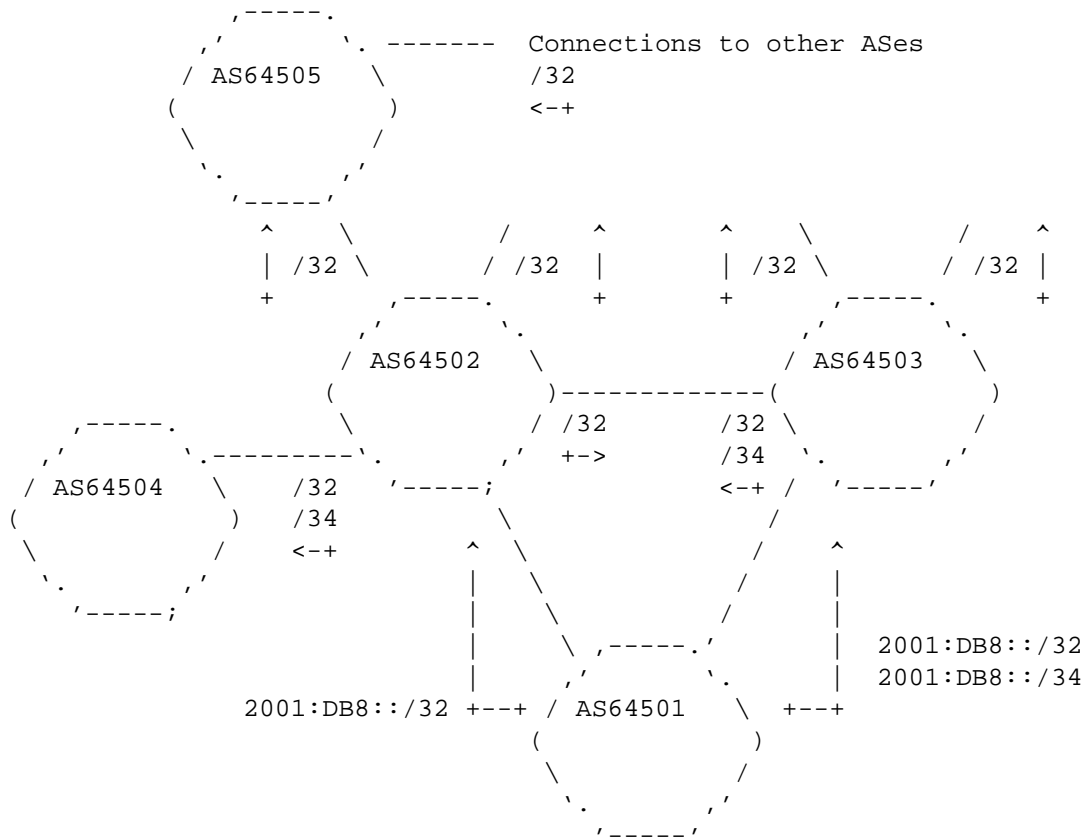 Connections to other ASes
AS64505
/32
<-+
/32
/32
/32
/32
AS64502
AS64503
/32
/32
+->
/34
AS64504
/32
<-+
/34
<-+
2001:DB8::/32
2001:DB8::/34
2001:DB8::/32 +--+
AS64501
+--+